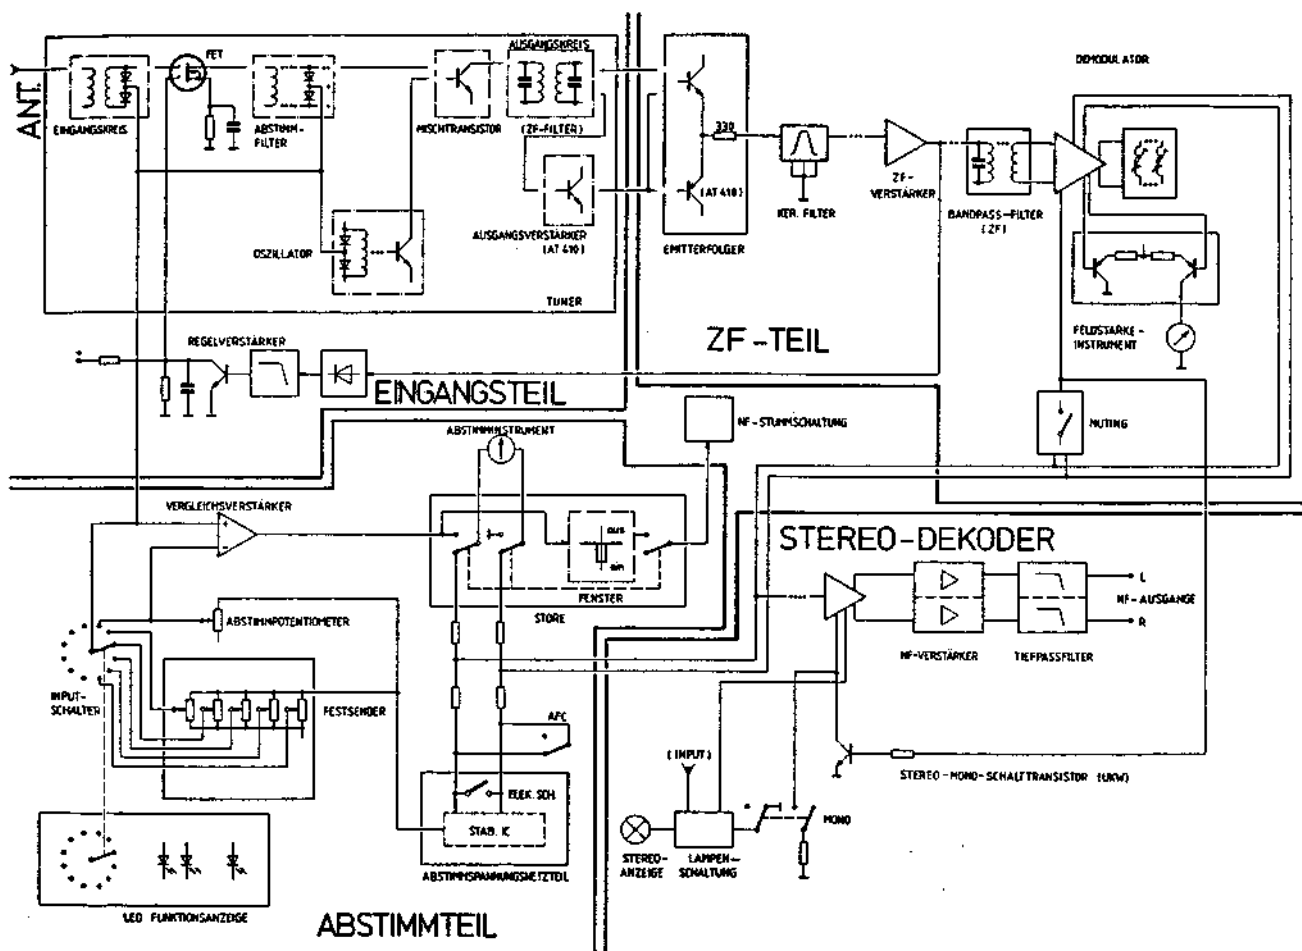 ANT.
EINGANGSKREIS
FET
ABSTIMM-
FILTER
MISCHTRANSISTOR
AUSGANGSKREIS
(ZF-FILTER)
OSZILLATOR
AUSGANGSVERSTÄRKER
(AT 410)
TUNER
REGELVERSTÄRKER
EINGANGSTEIL
330
(AT 410)
EMITTERFOLGER
KER. FILTER
ZF-
VERSTÄRKER
BANDPASS-FILTER
(ZF)
DEMODULATOR
FELDSTÄRKE-
INSTRUMENT
MUTING
ZF-TEIL
NF-STUMMSCHALTUNG
ABSTIMMINSTRUMENT
VERGLEICHSVERSTÄRKER
+
-
aus
ein
FENSTER
STORE
ABSTIMMPOTENTIOMETER
INPUT-
SCHALTER
FESTSENDER
AFC
ELEK. SCH.
STAB. IC
ABSTIMMSPANNUNGSNETZTEIL
LED FUNKTIONSANZEIGE
ABSTIMMTEIL
STEREO-DEKODER
NF-VERSTÄRKER
TIEFPASSFILTER
L
NF-AUSGÄNGE
R
STEREO-MONO-SCHALTTRANSISTOR (UKW)
(INPUT)
STEREO-
ANZEIGE
LAMPEN-
SCHALTUNG
MONO